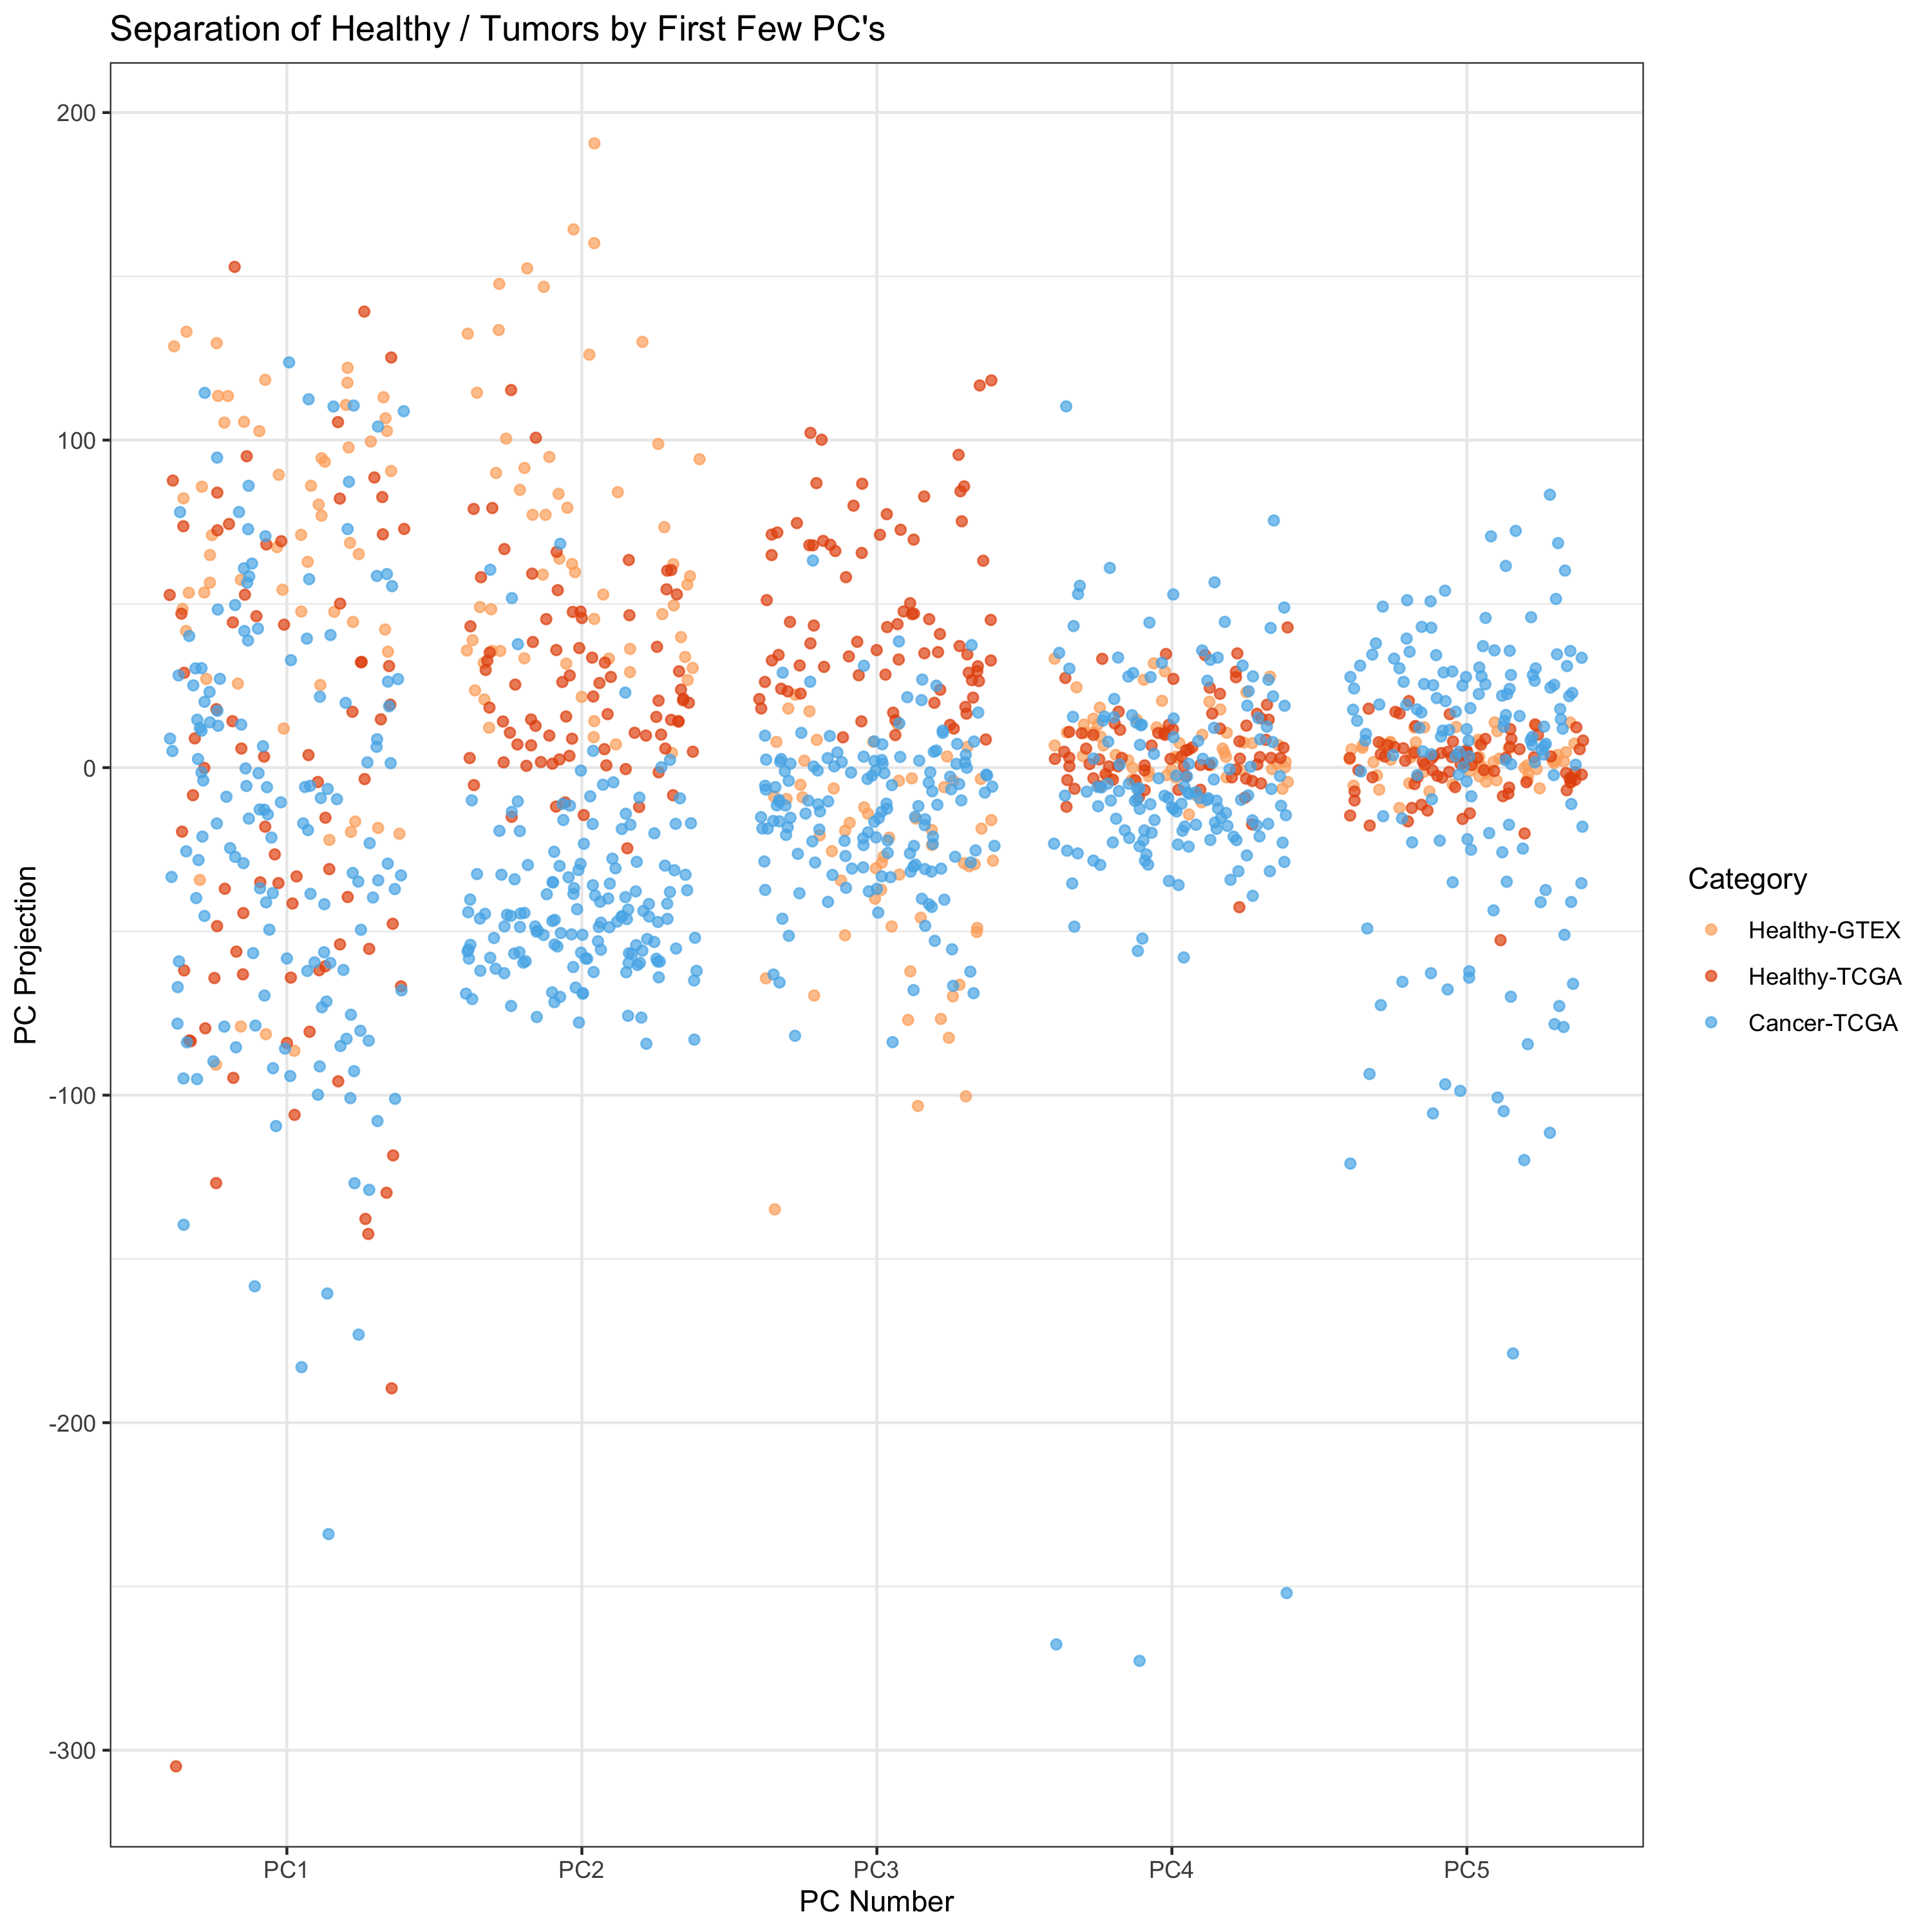 Separation of Healthy / Tumors by First Few PC's
200
100
0
-100
-200
-300
PC Projection
PC1
PC2
PC3
PC4
PC5
PC Number
Category
Healthy-GTEX
Healthy-TCGA
Cancer-TCGA